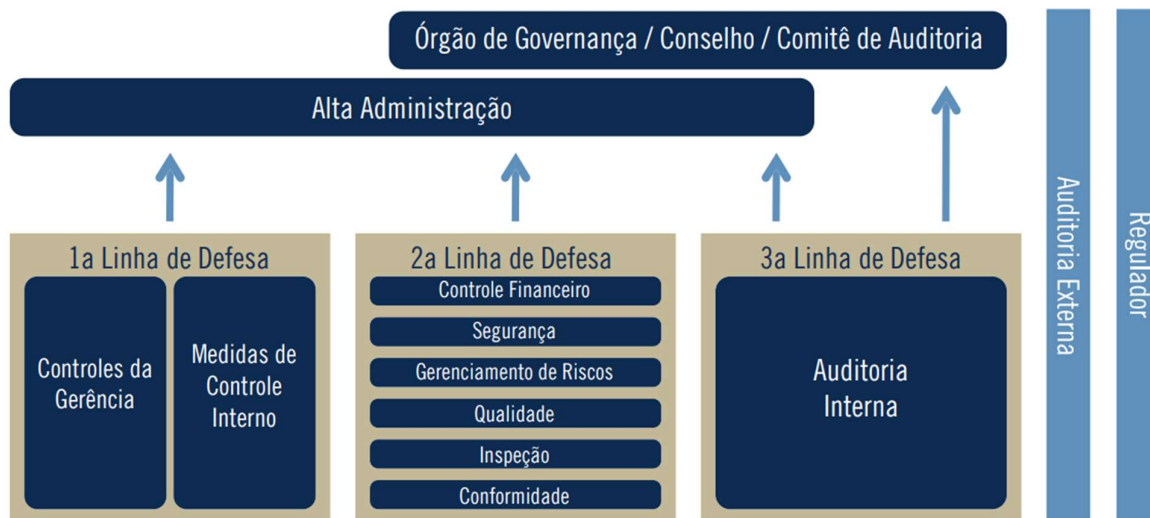 Órgão de Governança / Conselho / Comitê de Auditoria
Alta Administração
1a Linha de Defesa
Controles da
Gerência
Medidas de
Controle
Interno
2a Linha de Defesa
Controle Financeiro
Segurança
Gerenciamento de Riscos
Qualidade
Inspeção
Conformidade
3a Linha de Defesa
Auditoria
Interna
Auditoria Externa
Regulador